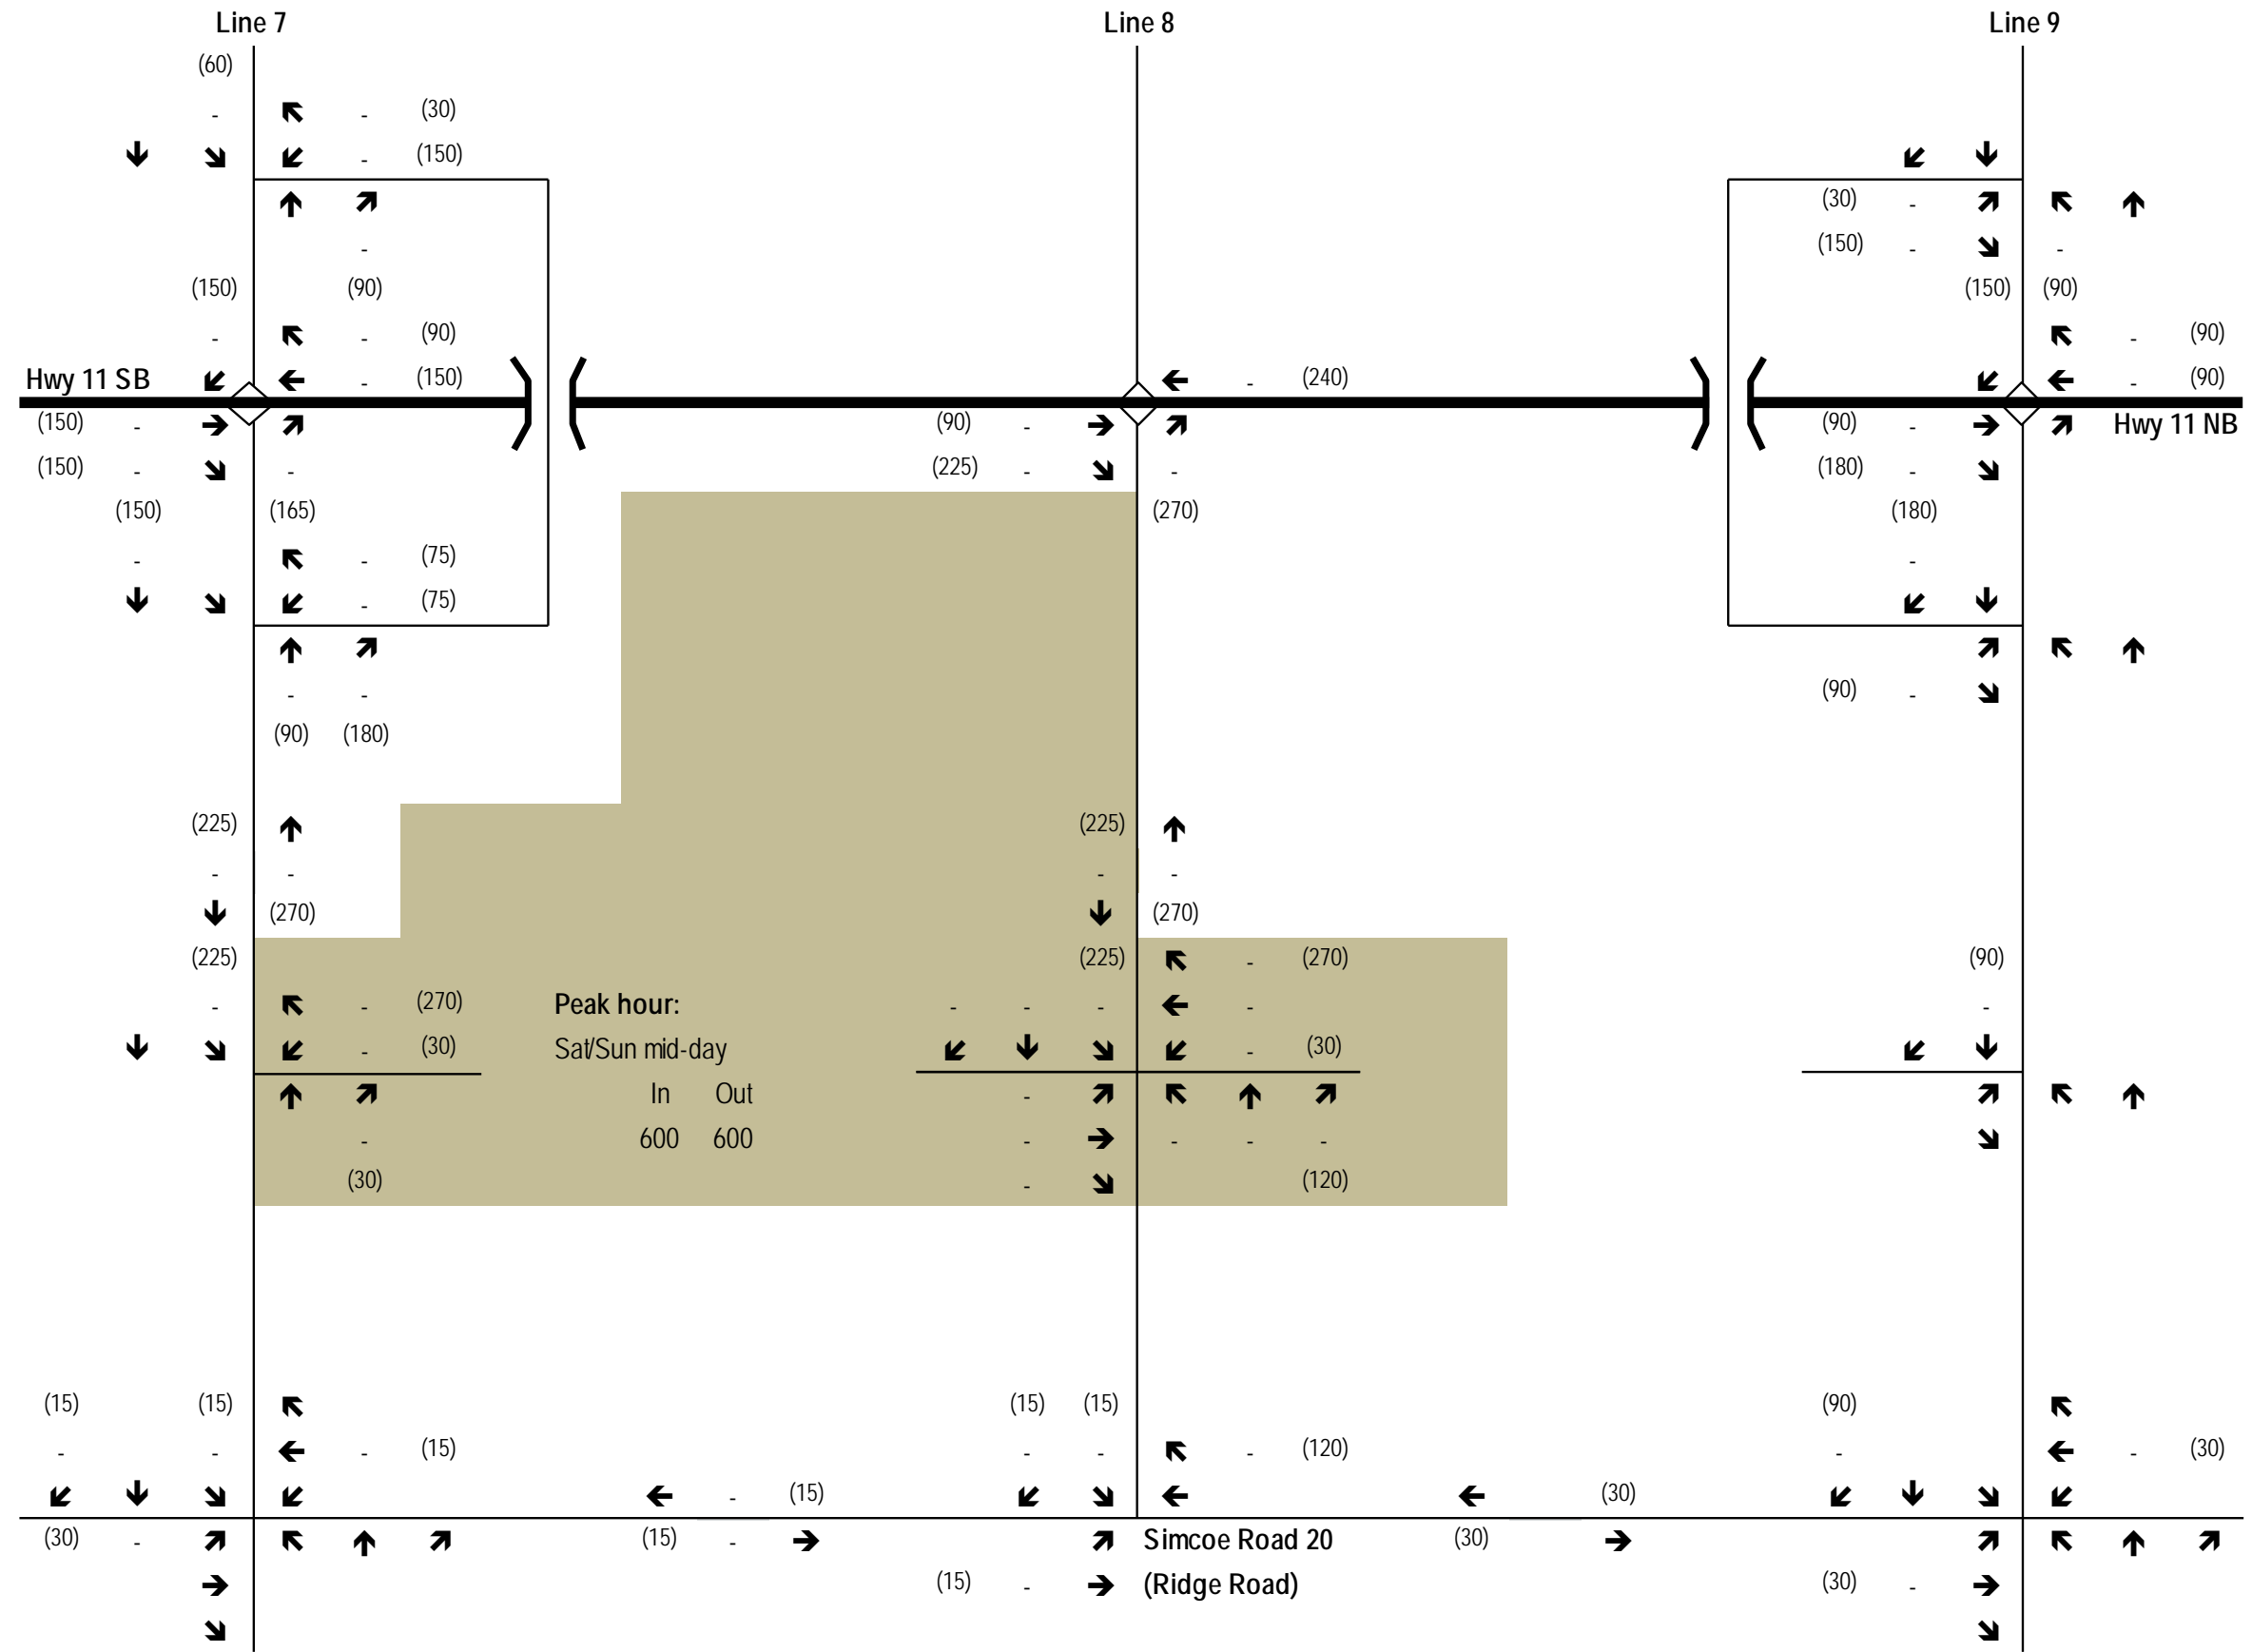 Line 7 Line 8 Line 9
(60)
- - (30)
- (150)
(30) -
- (150) - -
(150) (90) (150) (90)
- - (90) - (90)
Hwy 11 SB - (150) - (240) - (90)
(150) - (90) - (90) - Hwy 11 NB
(150) - - (225) - - (180) -
(150) (165) (270) (180)
- - (75) -
- (75)
- - (90) -
(90) (180)
(225) (225)
- - - -
(270) (270)
(225) (225) - (270) (90)
- - (270) Peak hour: - - - - -
- (30) Sat/Sun mid-day - (30)
In Out -
- 600 600 - - - -
(30) - (120)
(15) (15) (15) (15) (90)
- - - (15) - - - (120) - - (30)
- (15) (30)
(30) - (15) - Simcoe Road 20 (30)
(15) - (Ridge Road) (30) -